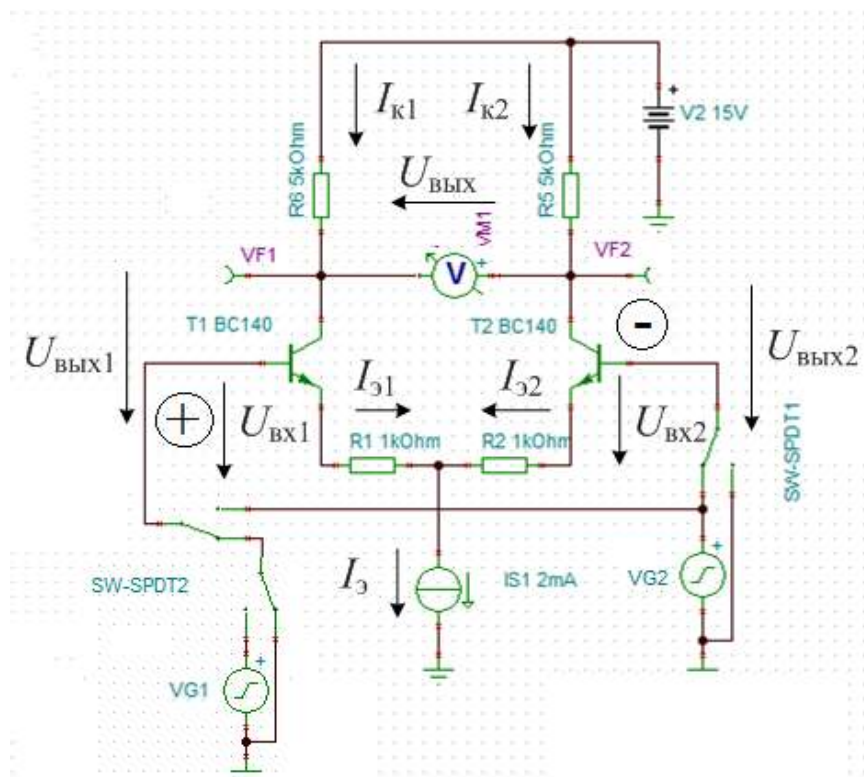 Iк1
Iк2
V2 15V
R6 5kOhm
R5 5kOhm
Uвых
VM1
VF1
VF2
+
V
T1 BC140
T2 BC140
-
Uвых1
Uвых2
Iэ1
Iэ2
+
Uвх1
Uвх2
R1 1kOhm
R2 1kOhm
SW-SPDT1
SW-SPDT2
Iэ
IS1 2mA
VG2
+
VG1
+